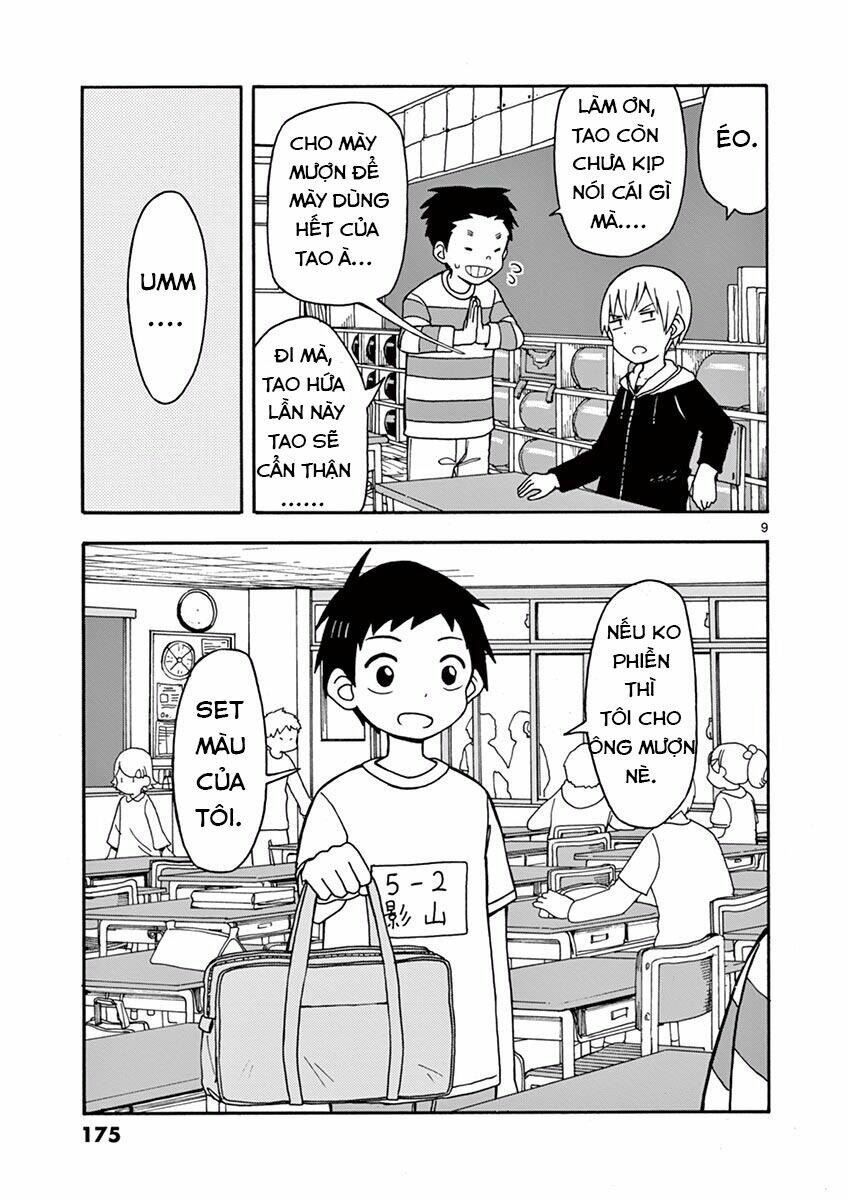 ÉO.
LÀM ƠN,
TAO CÒN
CHƯA KỊP
NÓI CÁI GÌ
MÀ....
CHO MÀY
MƯỢN ĐỂ
MÀY DÙNG
HẾT CỦA
TAO À...
ĐI MÀ,
TAO HỨA
LẦN NÀY
TAO SẼ
CẨN THẬN
......
UMM
....
9
NẾU KO
PHIỀN
THÌ
TÔI CHO
ÔNG MƯỢN
NÈ.
SET
MÀU
CỦA
TÔI.
5-2
影山
175